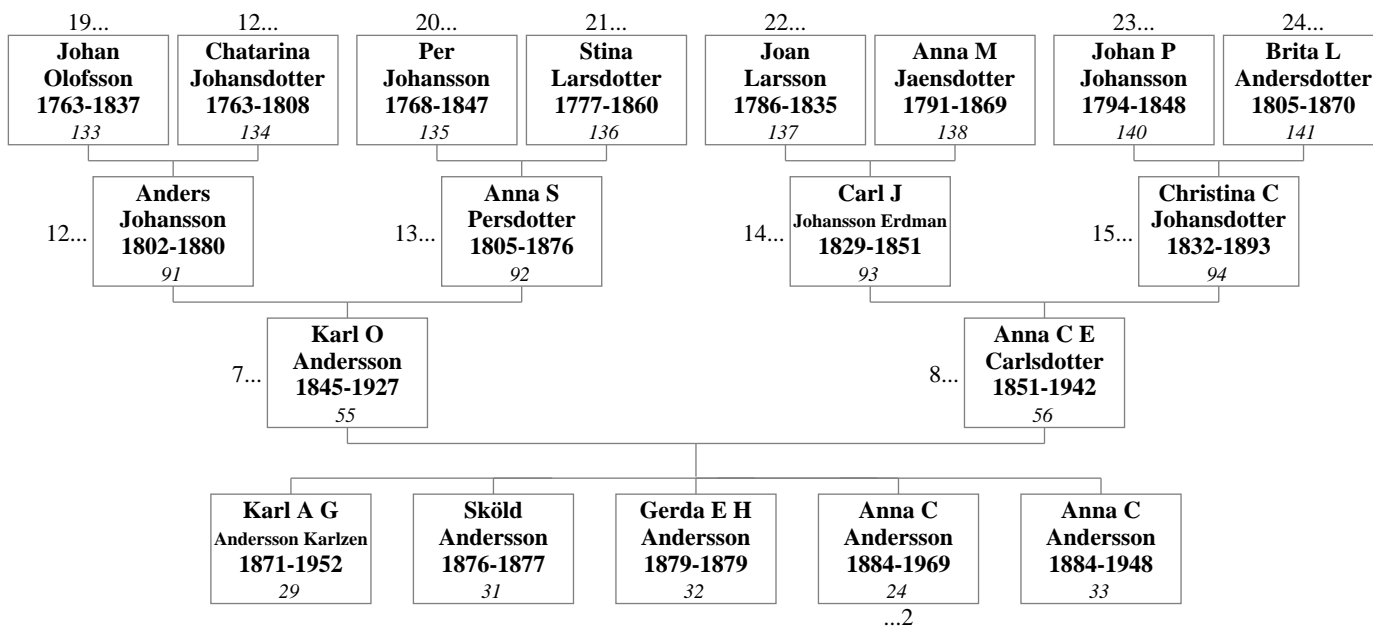 19...
Johan
Olofsson
1763-1837
133
12...
Chatarina
Johansdotter
1763-1808
134
20...
Per
Johansson
1768-1847
135
21...
Stina
Larsdotter
1777-1860
136
22...
Joan
Larsson
1786-1835
137
Anna M
Jaensdotter
1791-1869
138
23...
Johan P
Johansson
1794-1848
140
24...
Brita L
Andersdotter
1805-1870
141
12...
Anders
Johansson
1802-1880
91
13...
Anna S
Persdotter
1805-1876
92
14...
Carl J
Johansson Erdman
1829-1851
93
15...
Christina C
Johansdotter
1832-1893
94
7...
Karl O
Andersson
1845-1927
55
8...
Anna C E
Carlsdotter
1851-1942
56
Karl A G
Andersson Karlzen
1871-1952
29
Sköld
Andersson
1876-1877
31
Gerda E H
Andersson
1879-1879
32
Anna C
Andersson
1884-1969
24
...2
Anna C
Andersson
1884-1948
33